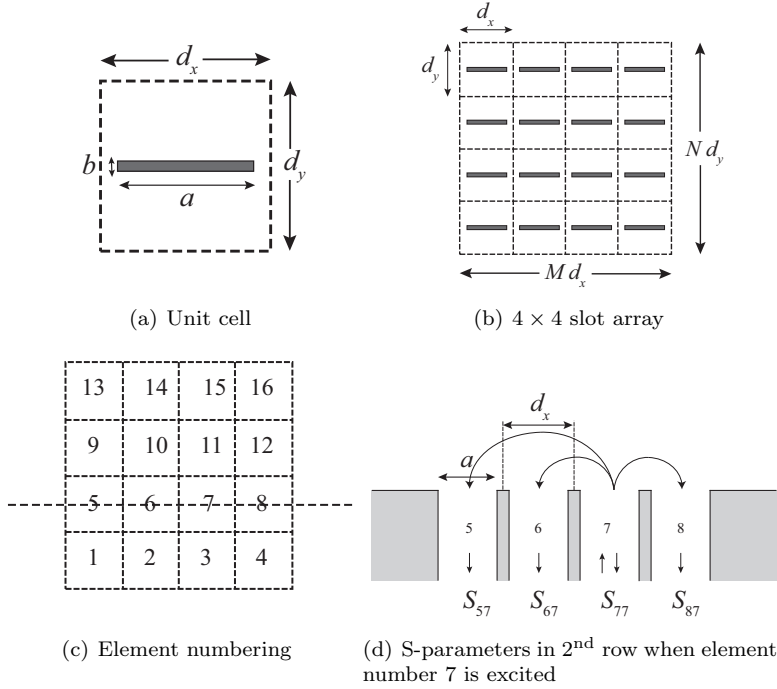 d_x
b
a
d_y
(a) Unit cell
d_x
d_y
N d_y
M d_x
(b) 4 × 4 slot array
13 14 15 16
9 10 11 12
5 6 7 8
1 2 3 4
(c) Element numbering
d_x
a
5 6 7 8
S_57 S_67 S_77 S_87
(d) S-parameters in 2^nd row when element
number 7 is excited